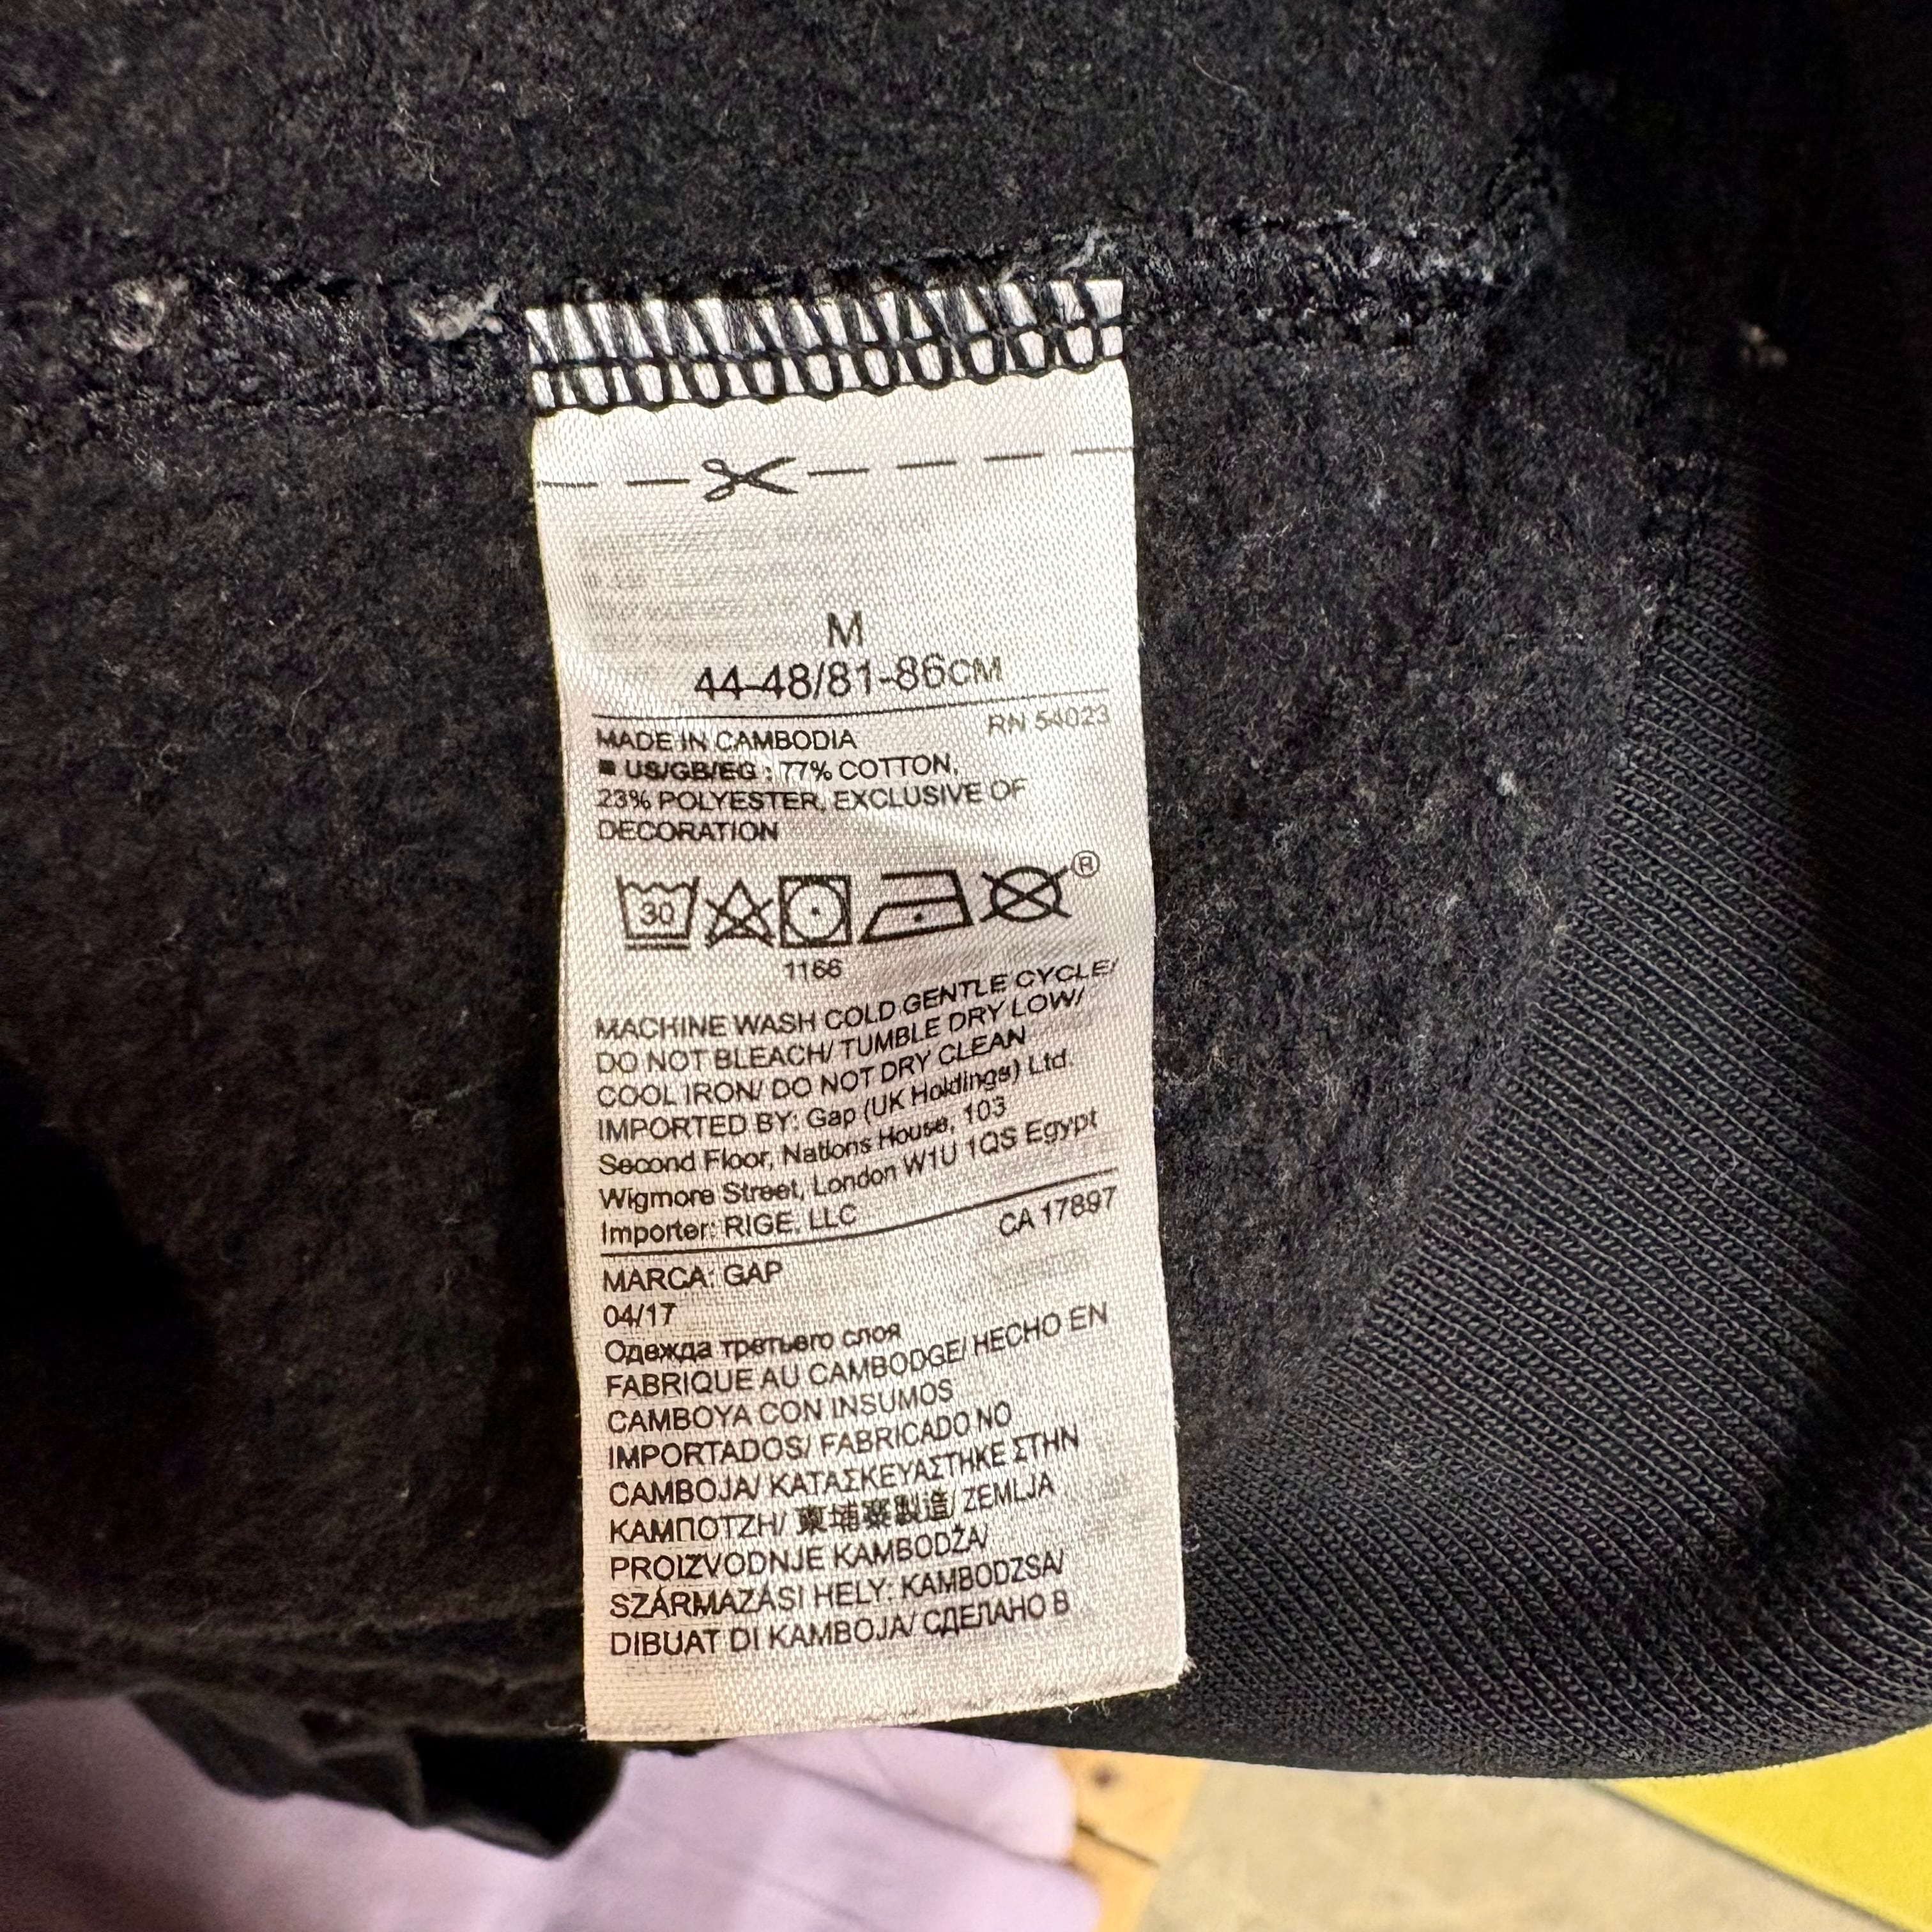 M
44-48/81-86CM
RN 54023
MADE IN CAMBODIA
■ US/GB/EG : 77% COTTON,
23% POLYESTER, EXCLUSIVE OF
DECORATION
30
®
1166
MACHINE WASH COLD GENTLE CYCLE/
DO NOT BLEACH/ TUMBLE DRY LOW/
COOL IRON/ DO NOT DRY CLEAN
IMPORTED BY: Gap (UK Holdings) Ltd.
Second Floor, Nations House, 103
Wigmore Street, London W1U 1QS Egypt
Importer: RIGE. LLC
CA 17897
MARCA: GAP
04/17
Одежда третьего слоя
FABRIQUE AU CAMBODGE/ HECHO EN
CAMBOYA CON INSUMOS
IMPORTADOS/ FABRICADO NO
CAMBOJA/ ΚΑΤΑΣΚΕΥΑΣΤΗΚΕ ΣΤΗΝ
ΚΑΜΠΟΤΖΗ/ 柬埔寨製造/ ZEMLJA
PROIZVODNJE KAMBODŽA/
SZÁRMAZÁSI HELY: KAMBODZSA/
DIBUAT DI KAMBOJA/ СДЕЛАНО В